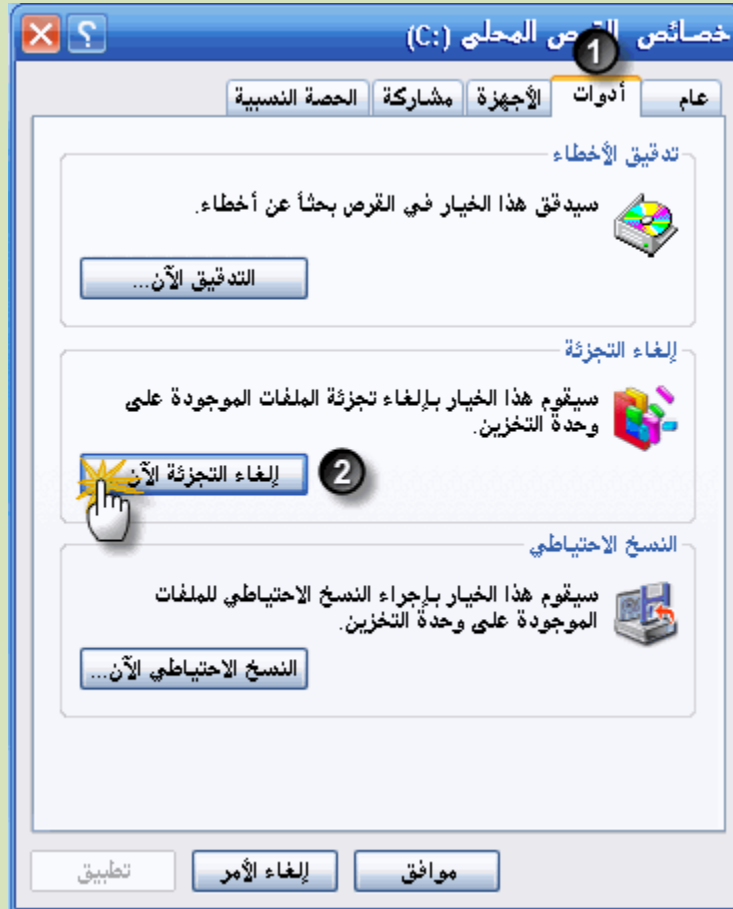 خصائص القرص المحلي (C:)
1
عام أدوات الأجهزة مشاركة الحصة النسبية
تدقيق الأخطاء
سيدقق هذا الخيار في القرص بحثاً عن أخطاء.
التدقيق الآن...
إلغاء التجزئة
سيقوم هذا الخيار بإلغاء تجزئة الملفات الموجودة على
وحدة التخزين.
إلغاء التجزئة الآن
2
النسخ الاحتياطي
سيقوم هذا الخيار بإجراء النسخ الاحتياطي للملفات
الموجودة على وحدة التخزين.
النسخ الاحتياطي الآن...
موافق إلغاء الأمر تطبيق